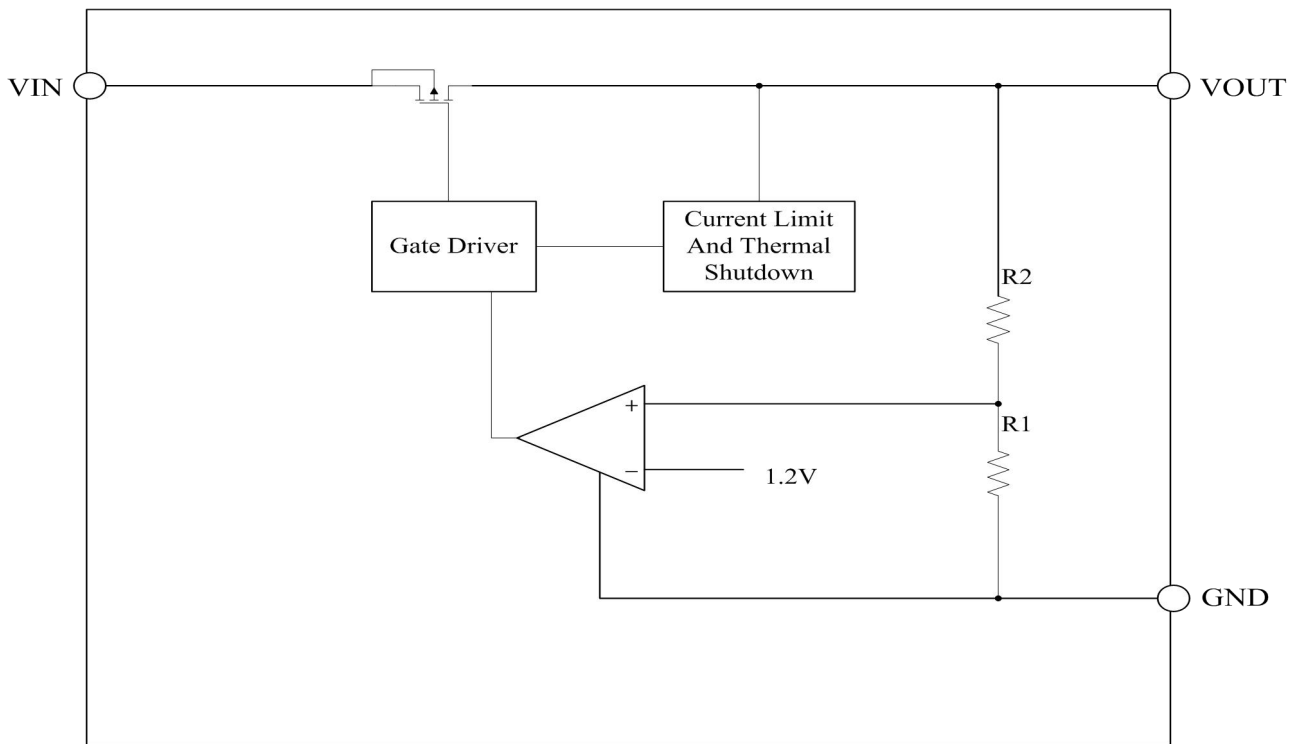 VIN
VOUT
Gate Driver
Current Limit
And Thermal
Shutdown
R2
+
R1
−
1.2V
GND